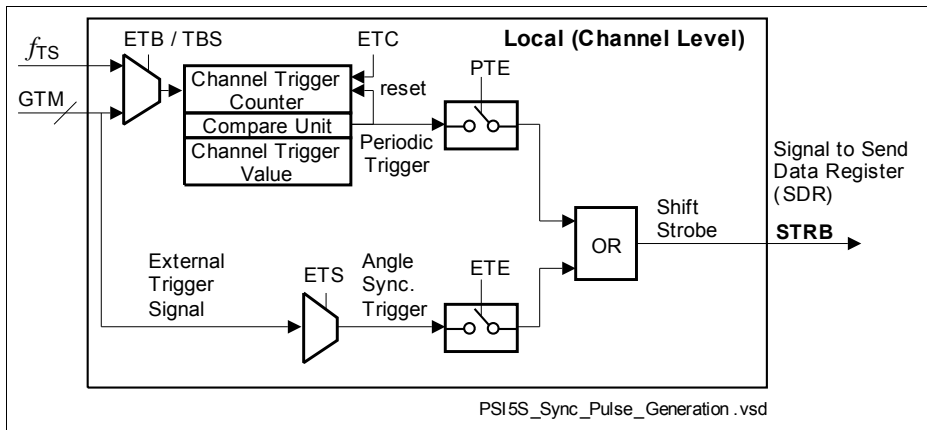 ETB / TBS
ETC
Local (Channel Level)
fTS
GTM
Channel Trigger
Counter
reset
PTE
Compare Unit
Channel Trigger
Value
Periodic
Trigger
Signal to Send
Data Register
(SDR)
OR
Shift
Strobe
STRB
External
Trigger
Signal
ETS
Angle
Sync.
Trigger
ETE
PSI5S_Sync_Pulse_Generation .vsd